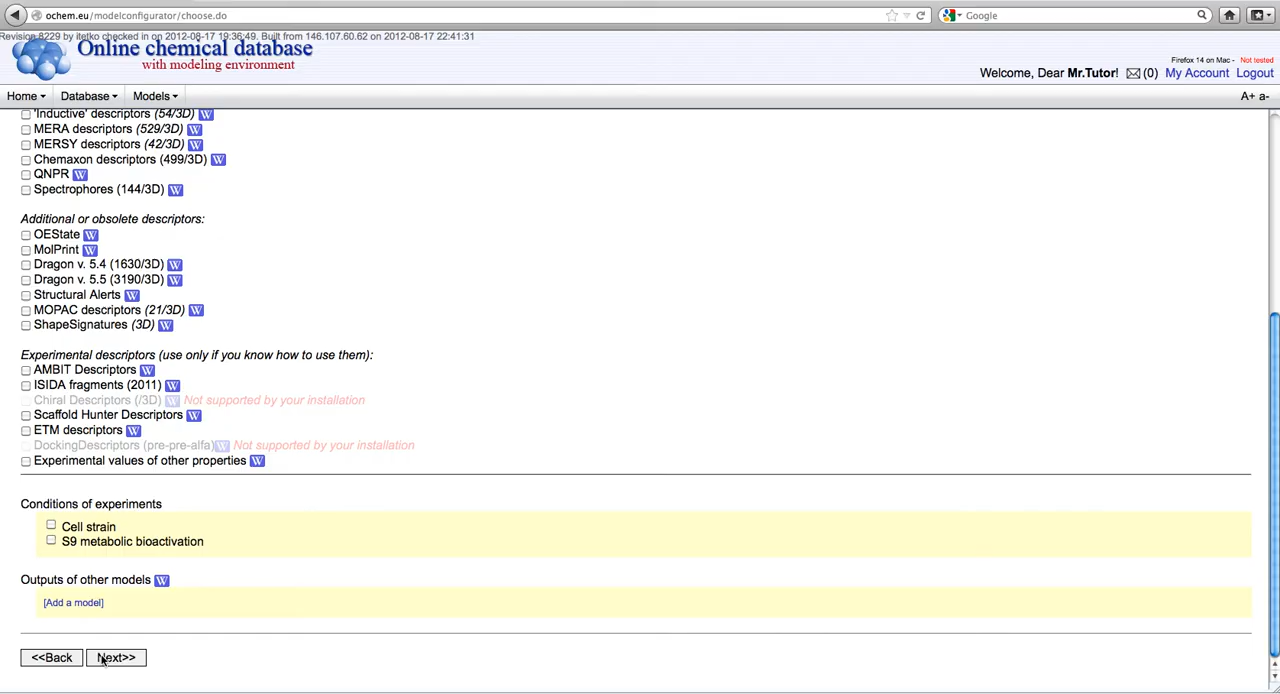 ochem.eu/modelconfigurator/choose.do
Google
Revision 8229 by itetko checked in on 2012-08-17 19:36:49. Built from 146.107.60.62 on 2012-08-17 22:41:31
Online chemical database
with modeling environment
Firefox 14 on Mac - Not tested
Welcome, Dear Mr.Tutor! (0) My Account Logout
Home Database Models A+ a-
'Inductive' descriptors (54/3D) W
MERA descriptors (529/3D) W
MERSY descriptors (42/3D) W
Chemaxon descriptors (499/3D) W
QNPR W
Spectrophores (144/3D) W
Additional or obsolete descriptors:
OEState W
MolPrint W
Dragon v. 5.4 (1630/3D) W
Dragon v. 5.5 (3190/3D) W
Structural Alerts W
MOPAC descriptors (21/3D) W
ShapeSignatures (3D) W
Experimental descriptors (use only if you know how to use them):
AMBIT Descriptors W
ISIDA fragments (2011) W
Chiral Descriptors (/3D) W Not supported by your installation
Scaffold Hunter Descriptors W
ETM descriptors W
DockingDescriptors (pre-pre-alfa) W Not supported by your installation
Experimental values of other properties W
Conditions of experiments
Cell strain
S9 metabolic bioactivation
Outputs of other models W
[Add a model]
<<Back Next>>